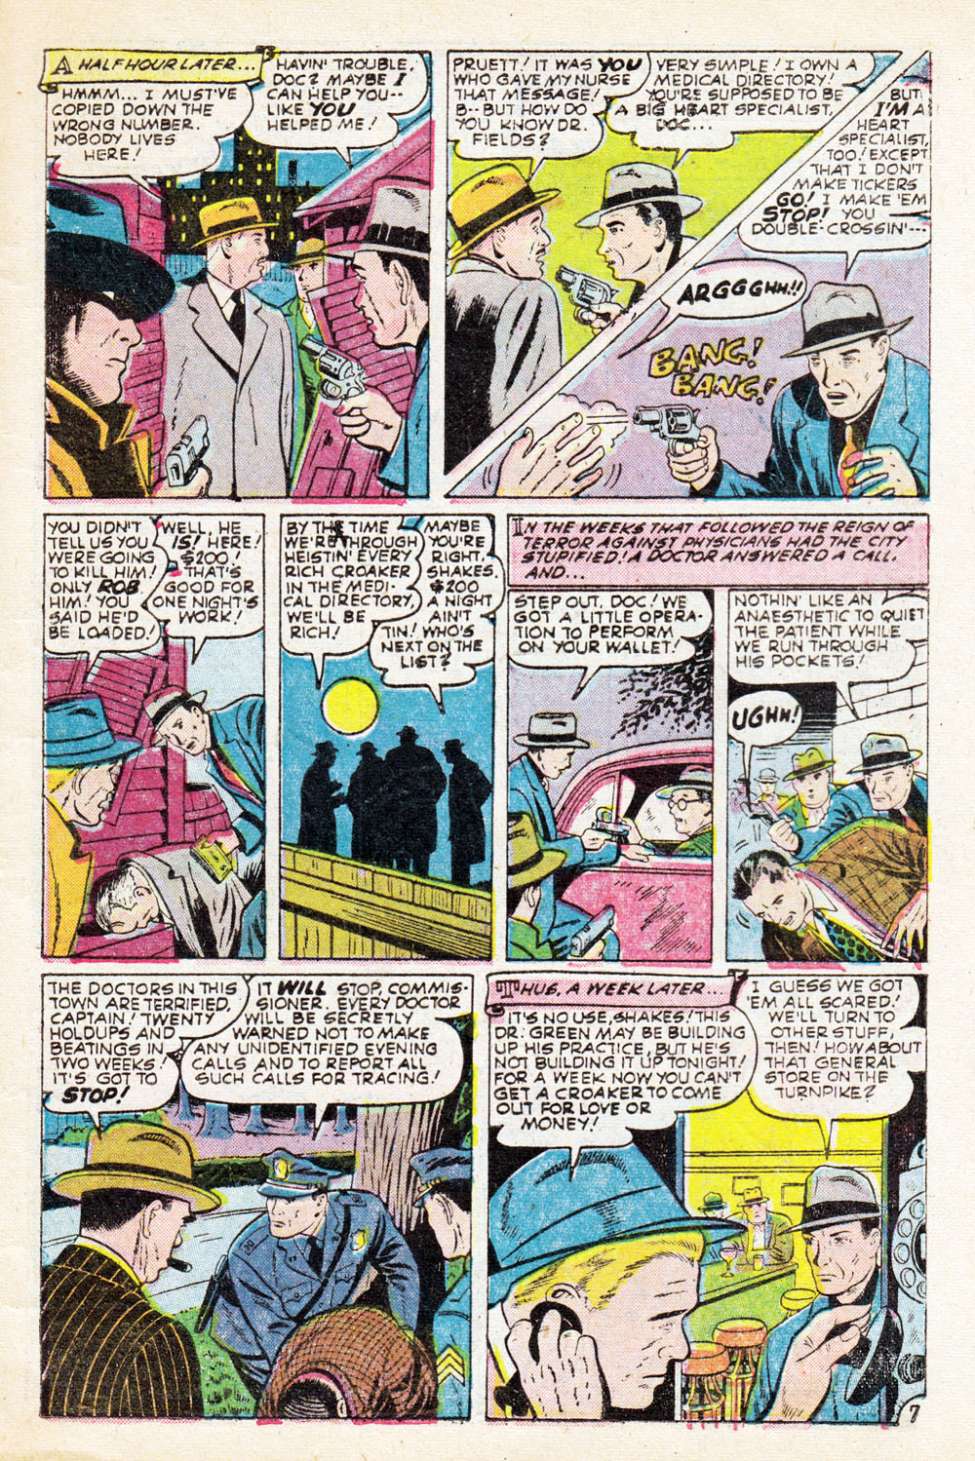 A HALF HOUR LATER...
HMMM... I MUST'VE
COPIED DOWN THE
WRONG NUMBER.
NOBODY LIVES
HERE!
HAVIN' TROUBLE,
DOC? MAYBE I
CAN HELP YOU--
LIKE YOU
HELPED ME!
PRUETT! IT WAS YOU
WHO GAVE MY NURSE
THAT MESSAGE!
B--BUT HOW DO
YOU KNOW DR.
FIELDS?
VERY SIMPLE! I OWN A
MEDICAL DIRECTORY!
YOU'RE SUPPOSED TO BE
A BIG HEART SPECIALIST,
DOC...
BUT
I'M A
HEART
SPECIALIST,
TOO! EXCEPT
THAT I DON'T
MAKE TICKERS
GO! I MAKE 'EM
STOP! YOU
DOUBLE-CROSSIN'---
ARGGGHH!!
BANG!
BANG!
YOU DIDN'T
TELL US YOU
WERE GOING
TO KILL HIM!
ONLY ROB
HIM! YOU
SAID HE'D
BE LOADED!
WELL, HE
IS! HERE!
$200!
THAT'S
GOOD FOR
ONE NIGHT'S
WORK!
BY THE TIME
WE'RE THROUGH
HEISTIN' EVERY
RICH CROAKER
IN THE MEDI-
CAL DIRECTORY,
WE'LL BE
RICH!
MAYBE
YOU'RE
RIGHT,
SHAKES.
$200
A NIGHT
AIN'T
TIN! WHO'S
NEXT ON THE
LIST?
IN THE WEEKS THAT FOLLOWED THE REIGN OF
TERROR AGAINST PHYSICIANS HAD THE CITY
STUPIFIED! A DOCTOR ANSWERED A CALL.
AND...
STEP OUT, DOC! WE
GOT A LITTLE OPERA-
TION TO PERFORM
ON YOUR WALLET!
NOTHIN' LIKE AN
ANAESTHETIC TO QUIET
THE PATIENT WHILE
WE RUN THROUGH
HIS POCKETS!
UGHH!
THE DOCTORS IN THIS
TOWN ARE TERRIFIED,
CAPTAIN! TWENTY
HOLDUPS AND
BEATINGS IN
TWO WEEKS!
IT'S GOT TO
STOP!
IT WILL STOP, COMMIS-
SIONER. EVERY DOCTOR
WILL BE SECRETLY
WARNED NOT TO MAKE
ANY UNIDENTIFIED EVENING
CALLS AND TO REPORT ALL
SUCH CALLS FOR TRACING!
THUS, A WEEK LATER...
IT'S NO USE, SHAKES! THIS
DR. GREEN MAY BE BUILDING
UP HIS PRACTICE, BUT HE'S
NOT BUILDING IT UP TONIGHT!
FOR A WEEK NOW YOU CAN'T
GET A CROAKER TO COME
OUT FOR LOVE OR
MONEY!
I GUESS WE GOT
'EM ALL SCARED!
WE'LL TURN TO
OTHER STUFF,
THEN! HOW ABOUT
THAT GENERAL
STORE ON THE
TURNPIKE?
7